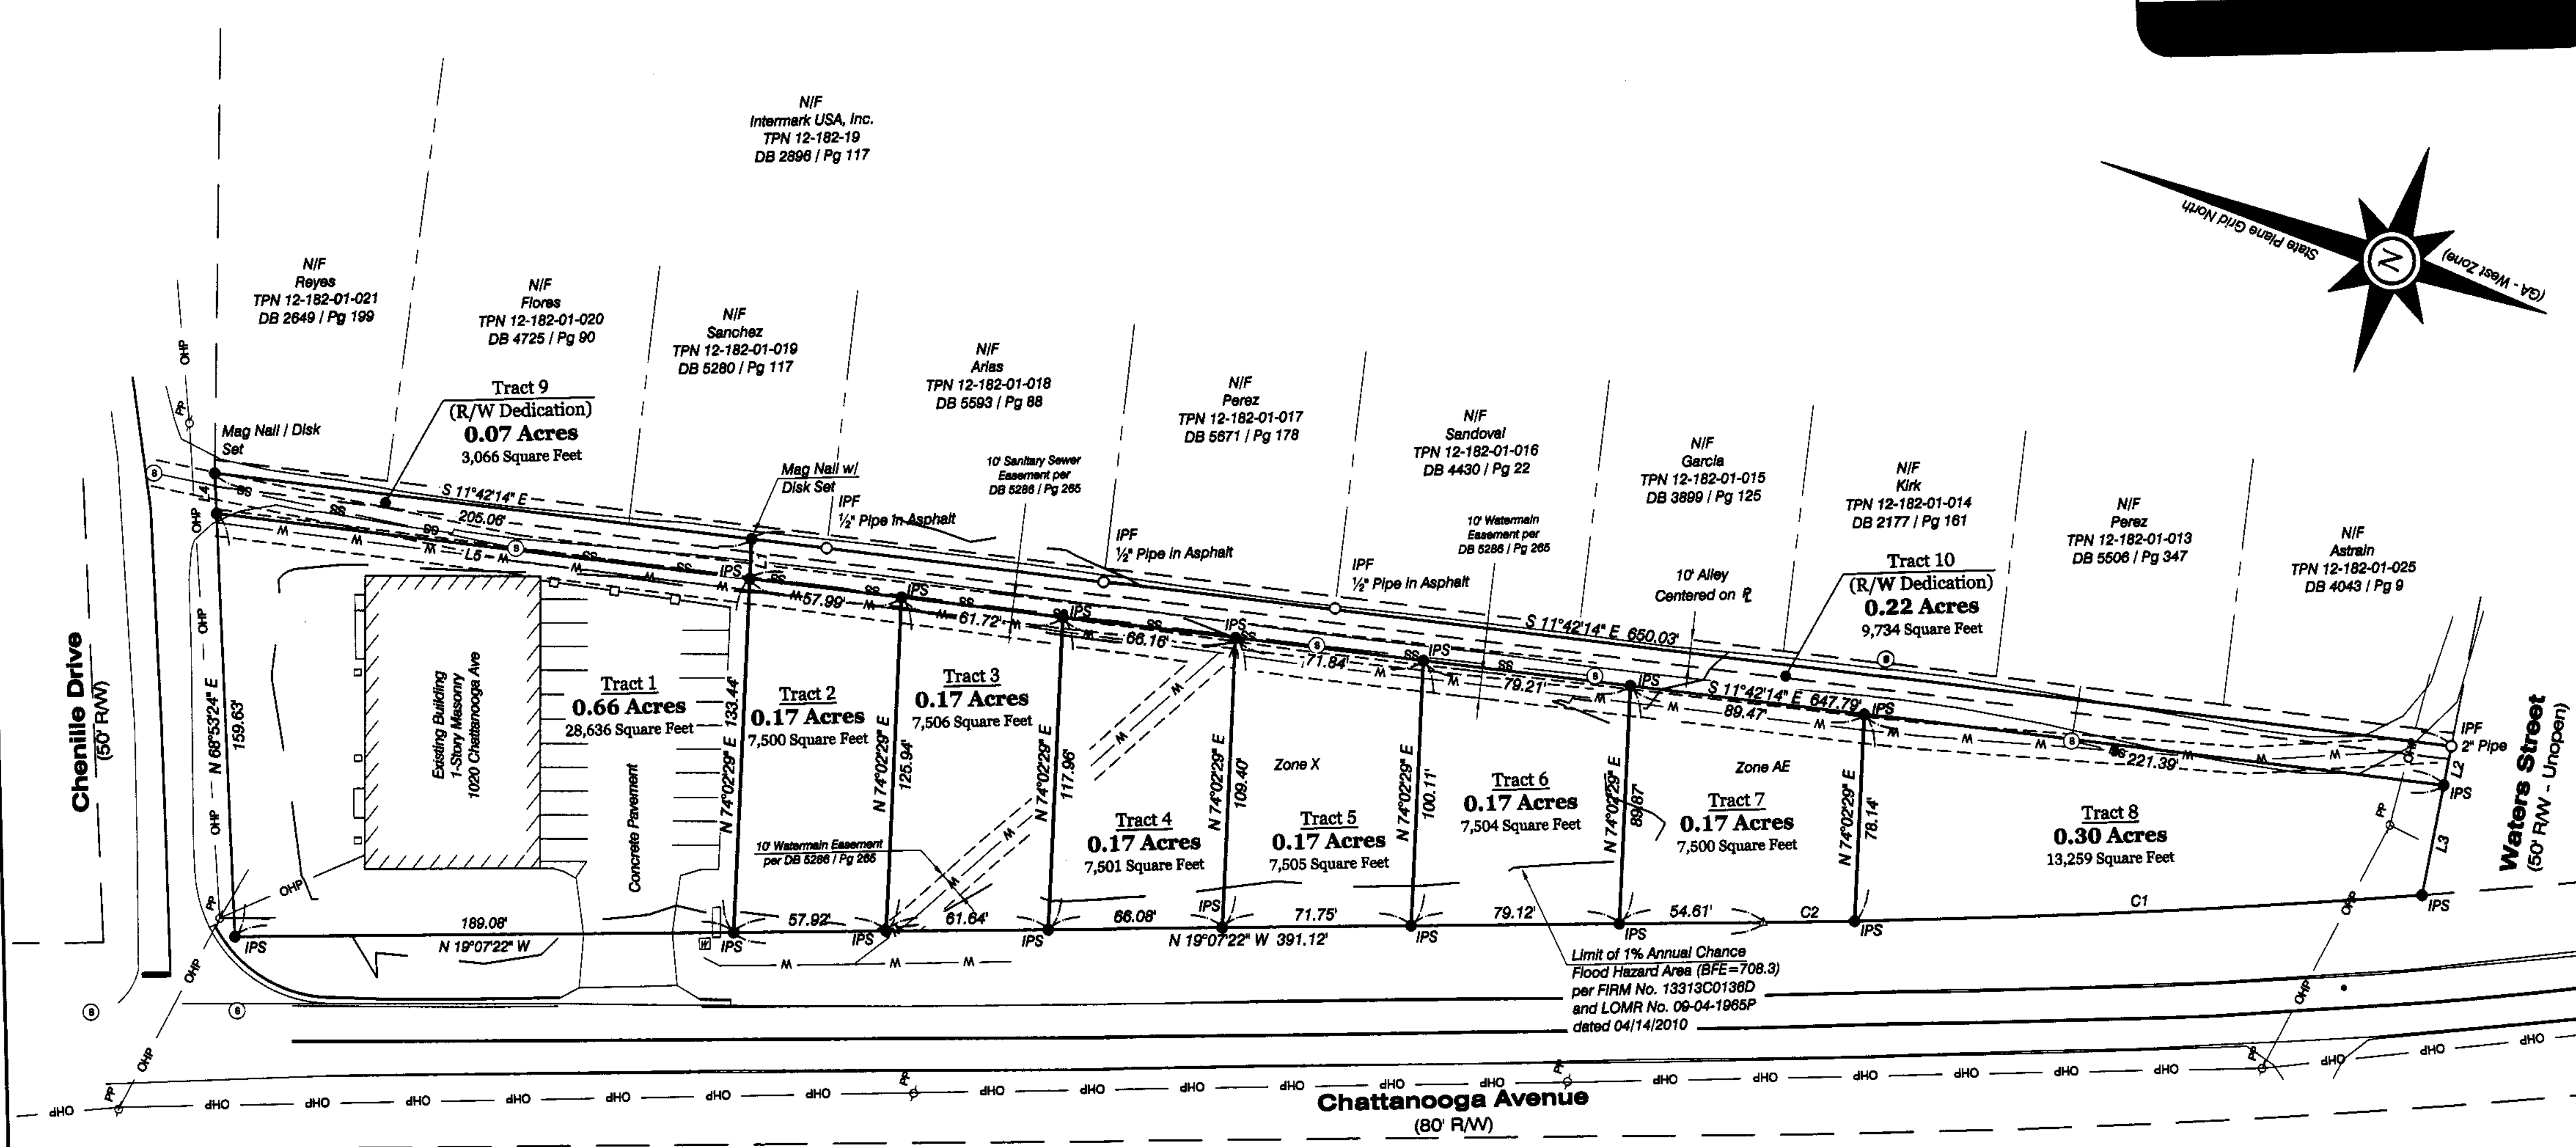 N/F
Intermark USA, Inc.
TPN 12-182-19
DB 2896 / Pg 117
State Plane Grid North
(GA - West Zone)
N
N/F
Reyes
TPN 12-182-01-021
DB 2649 / Pg 199
N/F
Flores
TPN 12-182-01-020
DB 4725 / Pg 90
N/F
Sanchez
TPN 12-182-01-019
DB 5280 / Pg 117
N/F
Arias
TPN 12-182-01-018
DB 5593 / Pg 88
N/F
Perez
TPN 12-182-01-017
DB 5671 / Pg 178
N/F
Sandoval
TPN 12-182-01-016
DB 4430 / Pg 22
N/F
Garcia
TPN 12-182-01-015
DB 3899 / Pg 125
N/F
Kirk
TPN 12-182-01-014
DB 2177 / Pg 161
N/F
Perez
TPN 12-182-01-013
DB 5506 / Pg 347
N/F
Astrain
TPN 12-182-01-025
DB 4043 / Pg 9
Tract 9
(R/W Dedication)
0.07 Acres
3,066 Square Feet
Mag Nail / Disk
Set
Mag Nail w/
Disk Set
IPF
½" Pipe in Asphalt
10' Sanitary Sewer
Easement per
DB 5286 / Pg 265
IPF
½" Pipe in Asphalt
IPF
½" Pipe in Asphalt
10' Watermain
Easement per
DB 5286 / Pg 265
10' Alley
Centered on ℄
Tract 10
(R/W Dedication)
0.22 Acres
9,734 Square Feet
S 11°42'14" E
205.06'
L4
L5
L1
S 11°42'14" E 650.03'
S 11°42'14" E 647.79'
57.99'
61.72'
66.16'
71.84'
79.21'
89.47'
221.39'
IPF
2" Pipe
L2
IPS
L3
Waters Street
(50' R/W - Unopen)
Chenille Drive
(50' R/W)
N 68°53'24" E
159.63'
Existing Building
1-Story Masonry
1020 Chattanooga Ave
Concrete Pavement
Tract 1
0.66 Acres
28,636 Square Feet
N 74°02'29" E 133.44'
Tract 2
0.17 Acres
7,500 Square Feet
N 74°02'29" E
125.94'
Tract 3
0.17 Acres
7,506 Square Feet
N 74°02'29" E
117.96'
Tract 4
0.17 Acres
7,501 Square Feet
N 74°02'29" E
109.40'
Zone X
Tract 5
0.17 Acres
7,505 Square Feet
N 74°02'29" E
100.11'
Tract 6
0.17 Acres
7,504 Square Feet
N 74°02'29" E
89.87'
Zone AE
Tract 7
0.17 Acres
7,500 Square Feet
N 74°02'29" E
78.14'
Tract 8
0.30 Acres
13,259 Square Feet
10' Watermain Easement
per DB 5286 / Pg 265
IPS
189.08'
N 19°07'22" W
IPS
57.92'
IPS
61.64'
IPS
66.08'
IPS
N 19°07'22" W 391.12'
71.75'
IPS
79.12'
IPS
54.61'
C2
IPS
C1
IPS
Limit of 1% Annual Chance
Flood Hazard Area (BFE=708.3)
per FIRM No. 13313C0136D
and LOMR No. 09-04-1965P
dated 04/14/2010
Chattanooga Avenue
(80' R/W)